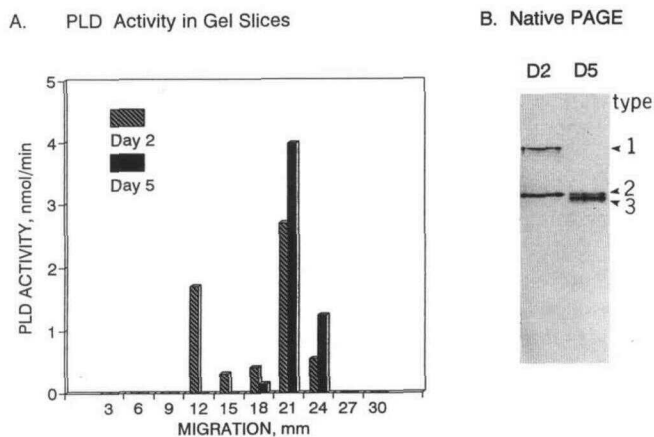 A. PLD Activity in Gel Slices
B. Native PAGE
5
4
3
2
1
0
PLD ACTIVITY, nmol/min
Day 2
Day 5
3 6 9 12 15 18 21 24 27 30
MIGRATION, mm
D2 D5
type
1
2
3